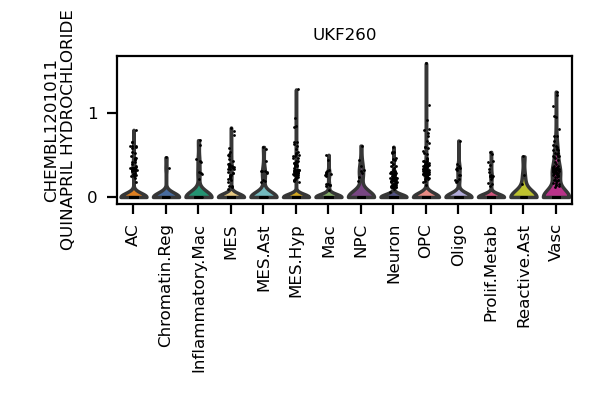 UKF260
CHEMBL1201011
QUINAPRIL HYDROCHLORIDE
1
0
AC
Chromatin.Reg
Inflammatory.Mac
MES
MES.Ast
MES.Hyp
Mac
NPC
Neuron
OPC
Oligo
Prolif.Metab
Reactive.Ast
Vasc